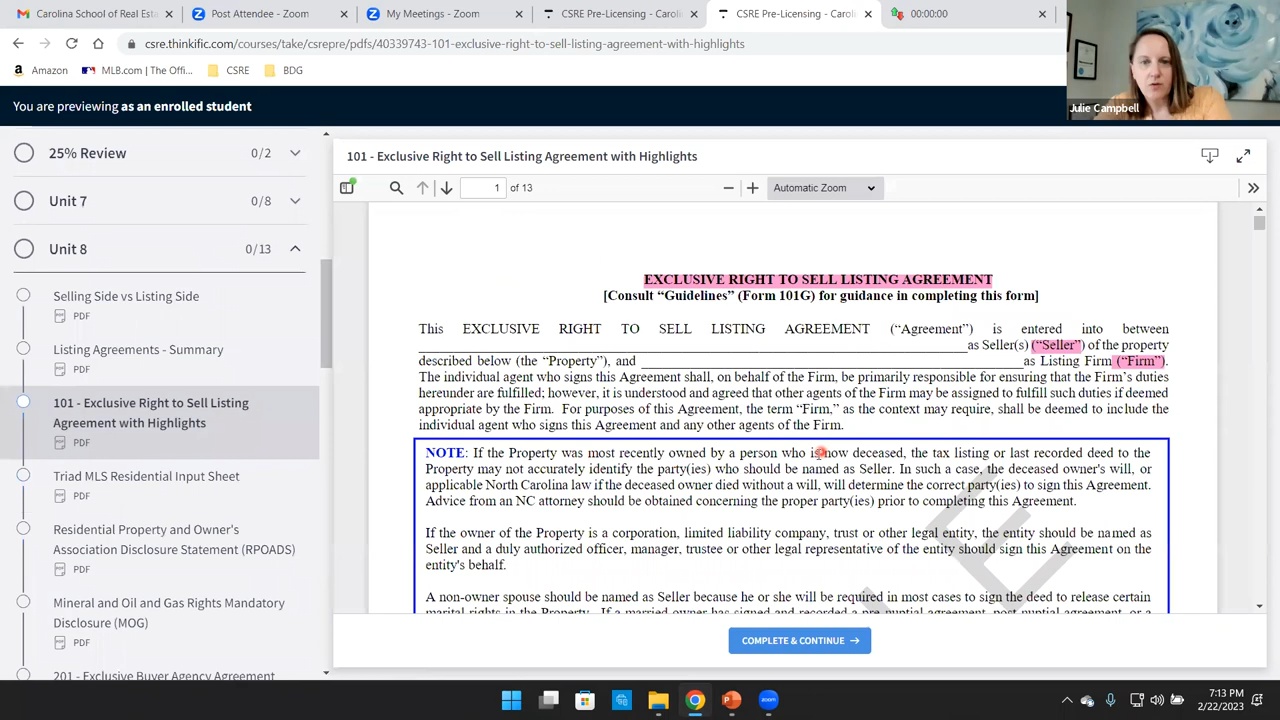 Carolina School of Real Estat
Post Attendee - Zoom
My Meetings - Zoom
CSRE Pre-Licensing - Caroli
CSRE Pre-Licensing - Caroli
00:00:00
csre.thinkific.com/courses/take/csrepre/pdfs/40339743-101-exclusive-right-to-sell-listing-agreement-with-highlights
Amazon
MLB.com | The Offi...
CSRE
BDG
Julie Campbell
You are previewing as an enrolled student
25% Review 0/2
Unit 7 0/8
Unit 8 0/13
Selling Side vs Listing Side
PDF
Listing Agreements - Summary
PDF
101 - Exclusive Right to Sell Listing
Agreement with Highlights
PDF
Triad MLS Residential Input Sheet
PDF
Residential Property and Owner's
Association Disclosure Statement (RPOADS)
PDF
Mineral and Oil and Gas Rights Mandatory
Disclosure (MOG)
PDF
201 - Exclusive Buyer Agency Agreement
101 - Exclusive Right to Sell Listing Agreement with Highlights
1 of 13
Automatic Zoom
EXCLUSIVE RIGHT TO SELL LISTING AGREEMENT
[Consult “Guidelines” (Form 101G) for guidance in completing this form]
This EXCLUSIVE RIGHT TO SELL LISTING AGREEMENT (“Agreement”) is entered into between
as Seller(s) (“Seller”) of the property
described below (the “Property”), and as Listing Firm (“Firm”).
The individual agent who signs this Agreement shall, on behalf of the Firm, be primarily responsible for ensuring that the Firm’s duties
hereunder are fulfilled; however, it is understood and agreed that other agents of the Firm may be assigned to fulfill such duties if deemed
appropriate by the Firm. For purposes of this Agreement, the term “Firm,” as the context may require, shall be deemed to include the
individual agent who signs this Agreement and any other agents of the Firm.
NOTE: If the Property was most recently owned by a person who is now deceased, the tax listing or last recorded deed to the
Property may not accurately identify the party(ies) who should be named as Seller. In such a case, the deceased owner's will, or
applicable North Carolina law if the deceased owner died without a will, will determine the correct party(ies) to sign this Agreement.
Advice from an NC attorney should be obtained concerning the proper party(ies) prior to completing this Agreement.
If the owner of the Property is a corporation, limited liability company, trust or other legal entity, the entity should be named as
Seller and a duly authorized officer, manager, trustee or other legal representative of the entity should sign this Agreement on the
entity's behalf.
A non-owner spouse should be named as Seller because he or she will be required in most cases to sign the deed to release certain
marital rights in the Property. If a married owner has signed and recorded a pre-nuptial agreement, post-nuptial agreement, or a
COMPLETE & CONTINUE →
7:13 PM
2/22/2023